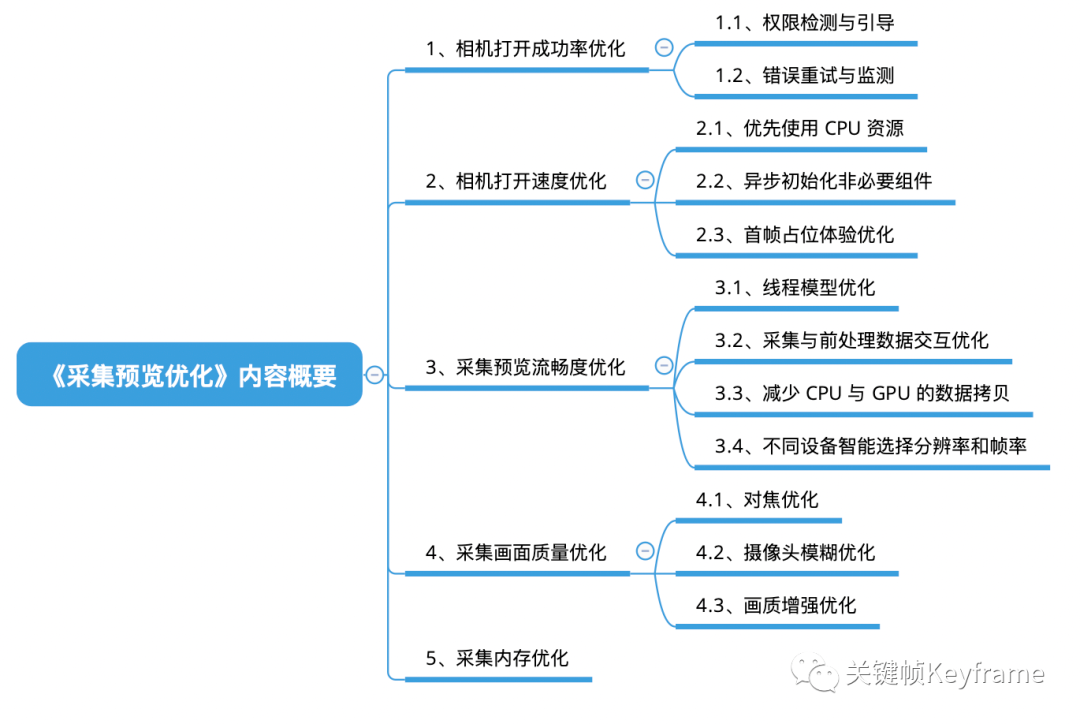 《采集预览优化》内容概要
1、相机打开成功率优化
1.1、权限检测与引导
1.2、错误重试与监测
2、相机打开速度优化
2.1、优先使用 CPU 资源
2.2、异步初始化非必要组件
2.3、首帧占位体验优化
3、采集预览流畅度优化
3.1、线程模型优化
3.2、采集与前处理数据交互优化
3.3、减少 CPU 与 GPU 的数据拷贝
3.4、不同设备智能选择分辨率和帧率
4、采集画面质量优化
4.1、对焦优化
4.2、摄像头模糊优化
4.3、画质增强优化
5、采集内存优化
关键帧Keyframe